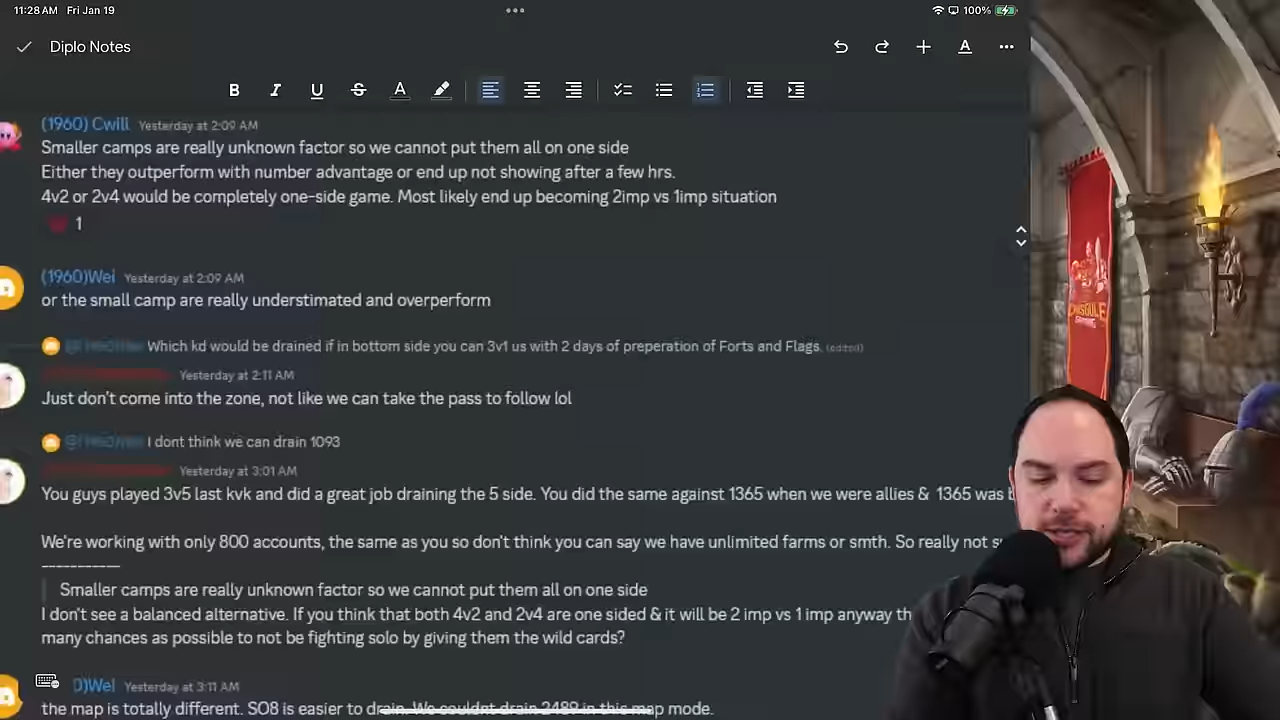 11:28 AM Fri Jan 19
100%
Diplo Notes
B I U S A
(1960) Cwill Yesterday at 2:09 AM
Smaller camps are really unknown factor so we cannot put them all on one side
Either they outperform with number advantage or end up not showing after a few hrs.
4v2 or 2v4 would be completely one-side game. Most likely end up becoming 2imp vs 1imp situation
1
(1960)Wei Yesterday at 2:09 AM
or the small camp are really understimated and overperform
Which kd would be drained if in bottom side you can 3v1 us with 2 days of preperation of Forts and Flags. (edited)
Yesterday at 2:11 AM
Just don't come into the zone, not like we can take the pass to follow lol
I dont think we can drain 1093
Yesterday at 3:01 AM
You guys played 3v5 last kvk and did a great job draining the 5 side. You did the same against 1365 when we were allies & 1365 was
We're working with only 800 accounts, the same as you so don't think you can say we have unlimited farms or smth. So really not
-----------
Smaller camps are really unknown factor so we cannot put them all on one side
I don't see a balanced alternative. If you think that both 4v2 and 2v4 are one sided & it will be 2 imp vs 1 imp anyway
many chances as possible to not be fighting solo by giving them the wild cards?
0)Wei Yesterday at 3:11 AM
the map is totally different. SO8 is easier to drain. We couldnt drain 2489 in this map mode.
CHISGULE
GAMING